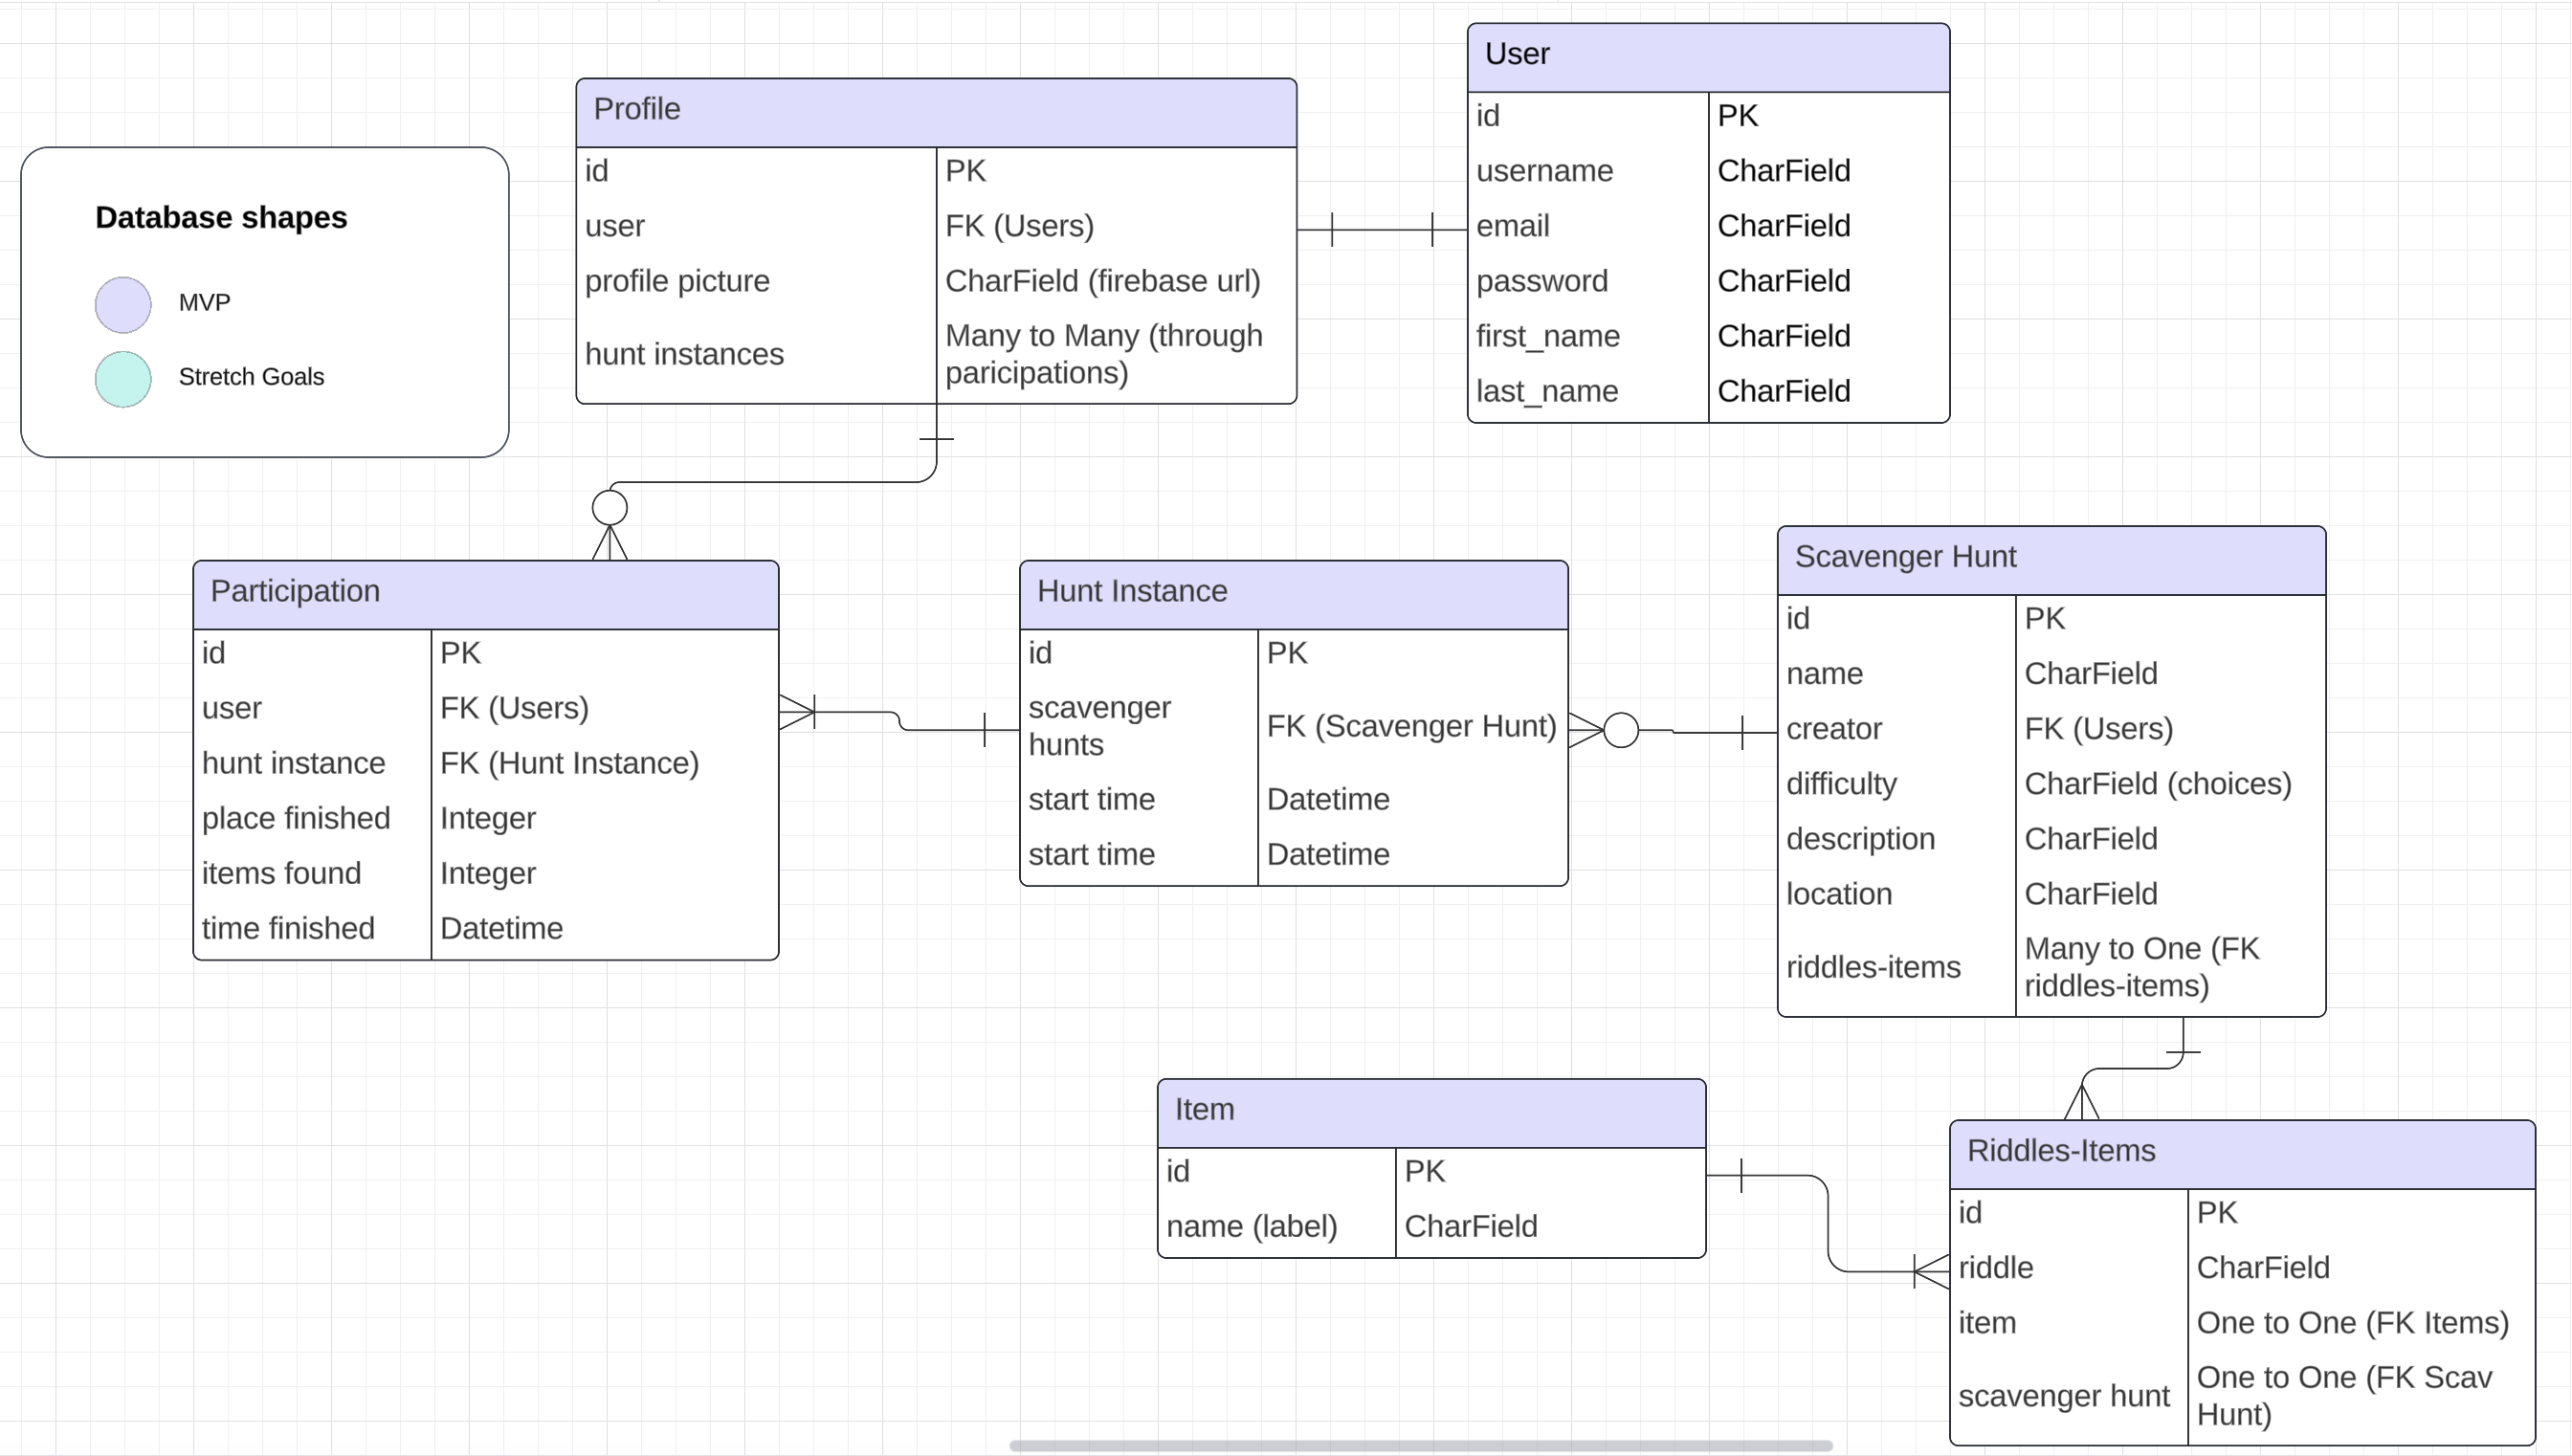 Database shapes
MVP
Stretch Goals
Profile
id PK
user FK (Users)
profile picture CharField (firebase url)
hunt instances Many to Many (through
paricipations)
User
id PK
username CharField
email CharField
password CharField
first_name CharField
last_name CharField
Participation
id PK
user FK (Users)
hunt instance FK (Hunt Instance)
place finished Integer
items found Integer
time finished Datetime
Hunt Instance
id PK
scavenger
hunts FK (Scavenger Hunt)
start time Datetime
start time Datetime
Scavenger Hunt
id PK
name CharField
creator FK (Users)
difficulty CharField (choices)
description CharField
location CharField
riddles-items Many to One (FK
riddles-items)
Item
id PK
name (label) CharField
Riddles-Items
id PK
riddle CharField
item One to One (FK Items)
scavenger hunt One to One (FK Scav
Hunt)